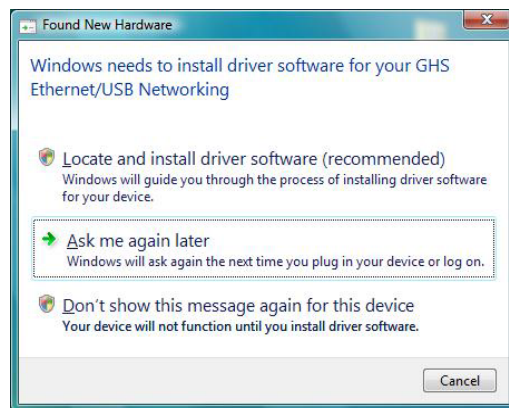 Found New Hardware
Windows needs to install driver software for your GHS
Ethernet/USB Networking
Locate and install driver software (recommended)
Windows will guide you through the process of installing driver software
for your device.
Ask me again later
Windows will ask again the next time you plug in your device or log on.
Don't show this message again for this device
Your device will not function until you install driver software.
Cancel